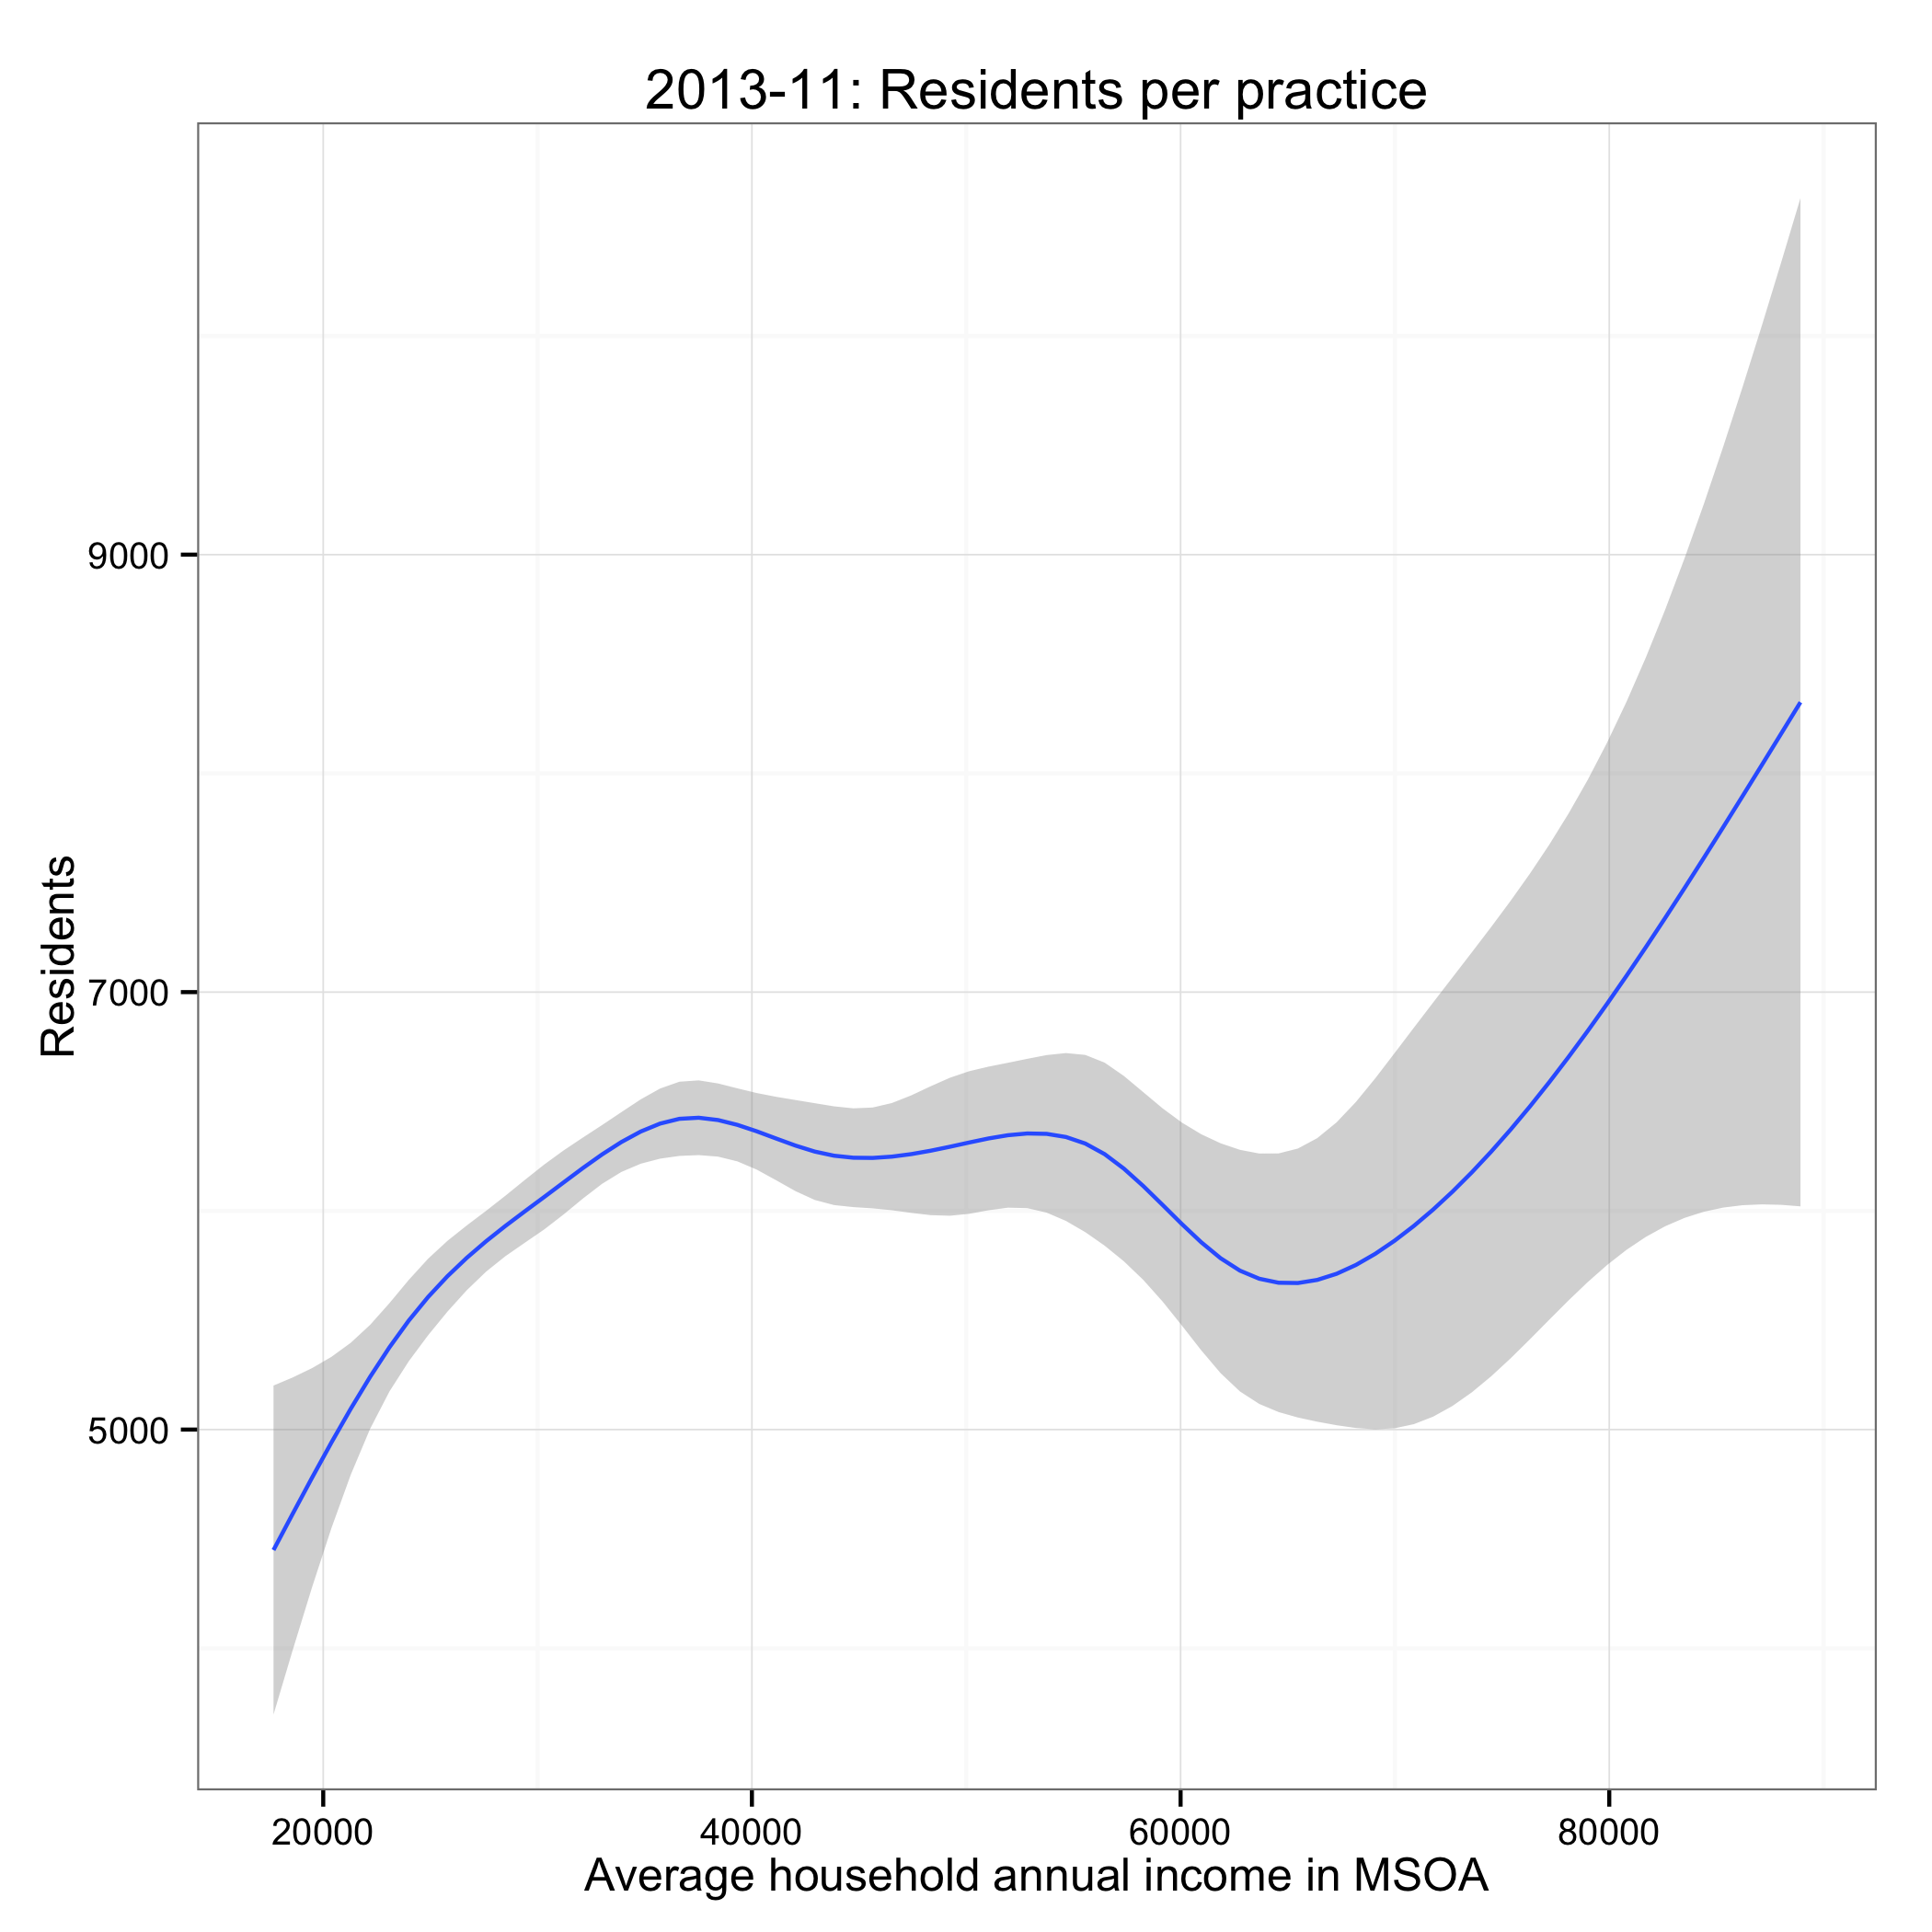 2013-11: Residents per practice
Residents
9000
7000
5000
20000 40000 60000 80000
Average household annual income in MSOA